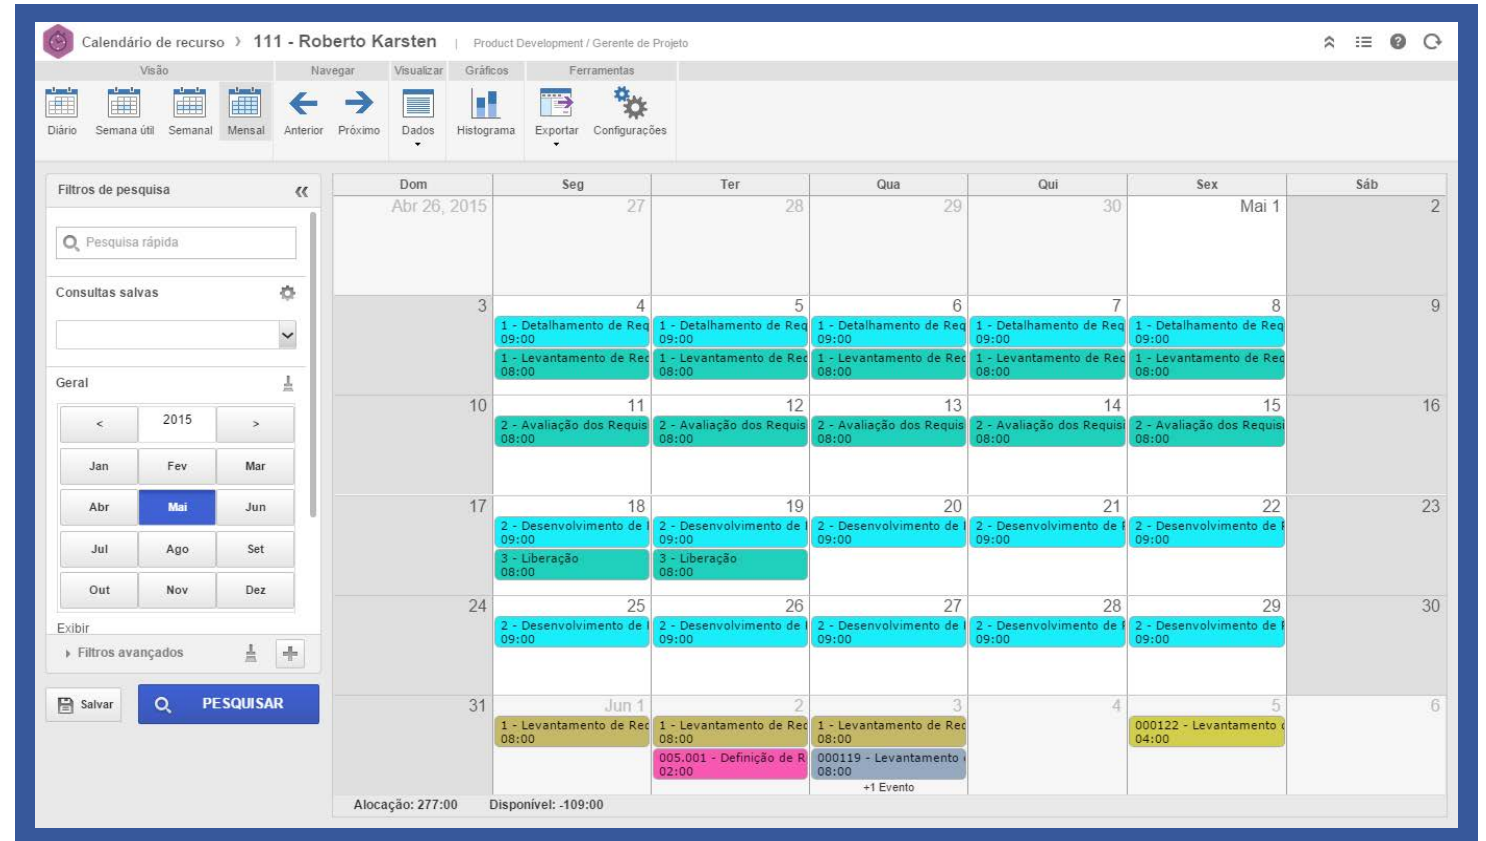 Calendário de recurso › 111 - Roberto Karsten | Product Development / Gerente de Projeto
Visão Navegar Visualizar Gráficos Ferramentas
Diário Semana útil Semanal Mensal Anterior Próximo Dados Histograma Exportar Configurações
Filtros de pesquisa
Pesquisa rápida
Consultas salvas
Geral
< 2015 >
Jan Fev Mar
Abr Mai Jun
Jul Ago Set
Out Nov Dez
Exibir
Filtros avançados
Salvar PESQUISAR
Dom Seg Ter Qua Qui Sex Sáb
Abr 26, 2015 27 28 29 30 Mai 1 2
3 4 5 6 7 8 9
1 - Detalhamento de Req 1 - Detalhamento de Req 1 - Detalhamento de Req 1 - Detalhamento de Req 1 - Detalhamento de Req
09:00 09:00 09:00 09:00 09:00
1 - Levantamento de Rec 1 - Levantamento de Rec 1 - Levantamento de Rec 1 - Levantamento de Rec 1 - Levantamento de Rec
08:00 08:00 08:00 08:00 08:00
10 11 12 13 14 15 16
2 - Avaliação dos Requis 2 - Avaliação dos Requis 2 - Avaliação dos Requis 2 - Avaliação dos Requisi 2 - Avaliação dos Requisi
08:00 08:00 08:00 08:00 08:00
17 18 19 20 21 22 23
2 - Desenvolvimento de 2 - Desenvolvimento de 2 - Desenvolvimento de 2 - Desenvolvimento de 2 - Desenvolvimento de
09:00 09:00 09:00 09:00 09:00
3 - Liberação 3 - Liberação
08:00 08:00
24 25 26 27 28 29 30
2 - Desenvolvimento de 2 - Desenvolvimento de 2 - Desenvolvimento de 2 - Desenvolvimento de 2 - Desenvolvimento de
09:00 09:00 09:00 09:00 09:00
31 Jun 1 2 3 4 5 6
1 - Levantamento de Rec 1 - Levantamento de Rec 1 - Levantamento de Rec 000122 - Levantamento
08:00 08:00 08:00 04:00
005.001 - Definição de R 000119 - Levantamento
02:00 08:00
+1 Evento
Alocação: 277:00 Disponível: -109:00